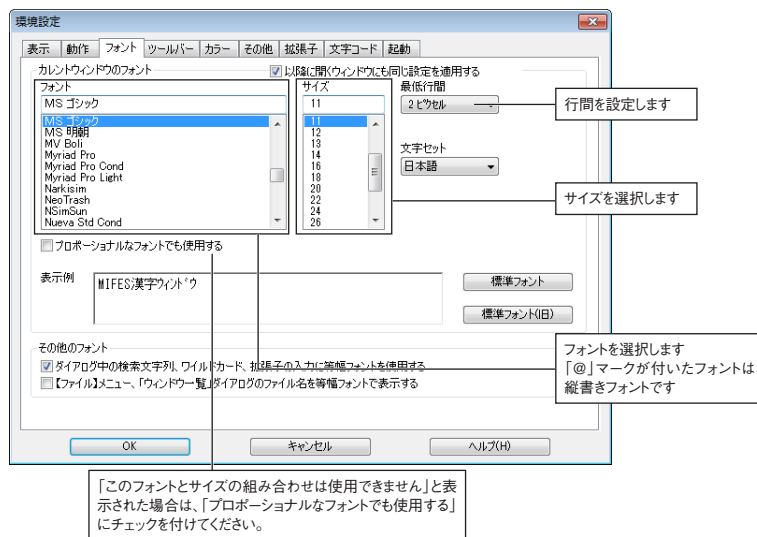 環境設定
表示 動作 フォント ツールバー カラー その他 拡張子 文字コード 起動
カレントウィンドウのフォント
以降に開くウィンドウにも同じ設定を適用する
フォント
MS ゴシック
MS ゴシック
MS 明朝
MV Boli
Myriad Pro
Myriad Pro Cond
Myriad Pro Light
Narkisim
NeoTrash
NSimSun
Nueva Std Cond
サイズ
11
11
12
13
14
16
18
20
22
24
26
最低行間
2 ピクセル
文字セット
日本語
プロポーショナルなフォントでも使用する
表示例
MIFES漢字ウィンドウ
標準フォント
標準フォント(旧)
その他のフォント
ダイアログ中の検索文字列、ワイルドカード、拡張子の入力に等幅フォントを使用する
【ファイル】メニュー、「ウィンドウ一覧」ダイアログのファイル名を等幅フォントで表示する
OK
キャンセル
ヘルプ(H)
行間を設定します
サイズを選択します
フォントを選択します
「@」マークが付いたフォントは
縦書きフォントです
「このフォントとサイズの組み合わせは使用できません」と表
示された場合は、「プロポーショナルなフォントでも使用する」
にチェックを付けてください。